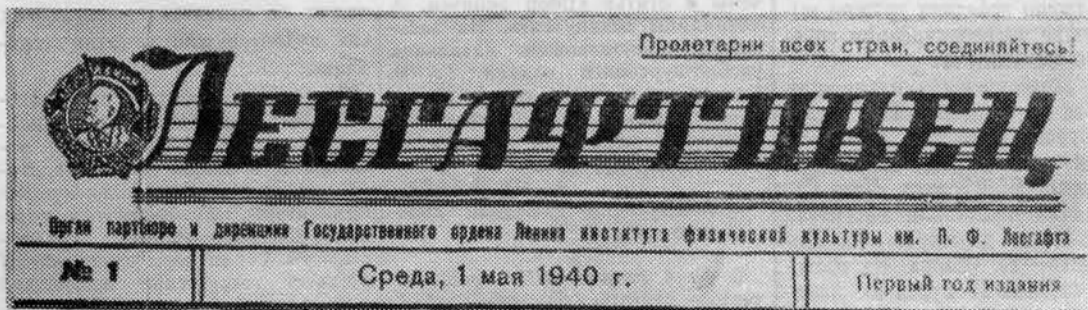 Пролетарии всех стран, соединяйтесь!
Лесгафтовец
Орган партбюро и дирекции Государственного ордена Ленина института физической культуры им. П. Ф. Лесгафта
№ 1
Среда, 1 мая 1940 г.
Первый год издания